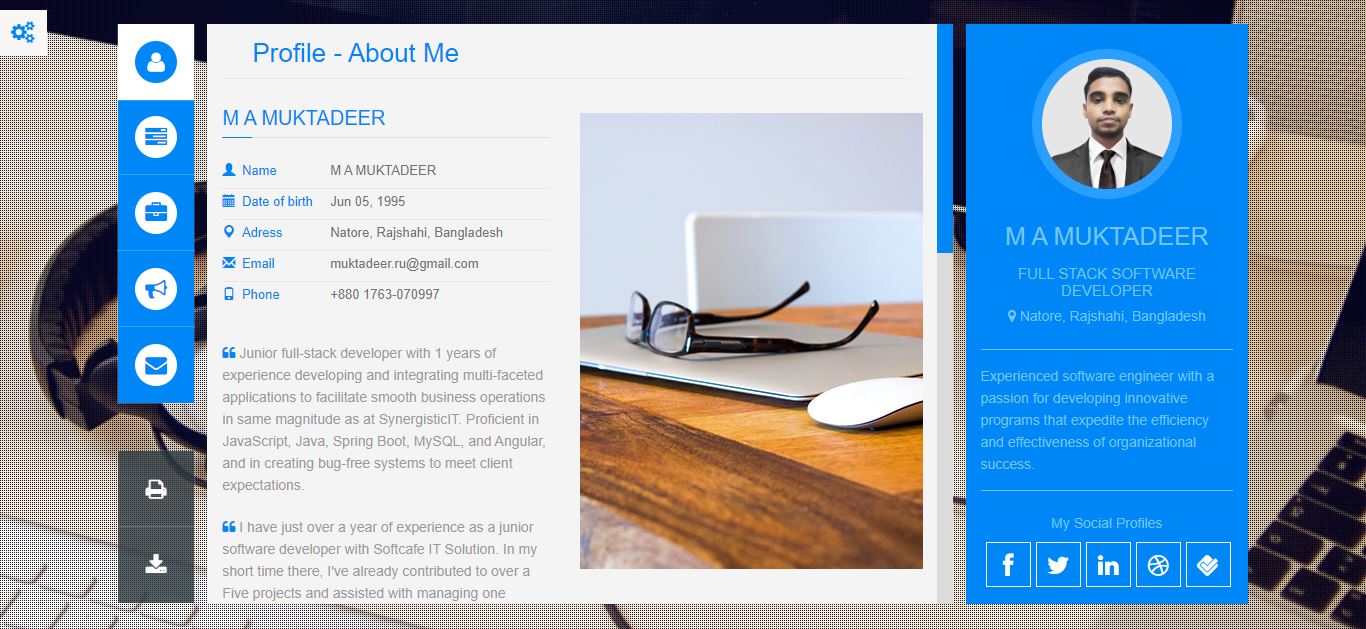 Profile - About Me
M A MUKTADEER
Name M A MUKTADEER
Date of birth Jun 05, 1995
Adress Natore, Rajshahi, Bangladesh
Email muktadeer.ru@gmail.com
Phone +880 1763-070997
Junior full-stack developer with 1 years of
experience developing and integrating multi-faceted
applications to facilitate smooth business operations
in same magnitude as at SynergisticIT. Proficient in
JavaScript, Java, Spring Boot, MySQL, and Angular,
and in creating bug-free systems to meet client
expectations.
I have just over a year of experience as a junior
software developer with Softcafe IT Solution. In my
short time there, I've already contributed to over a
Five projects and assisted with managing one
M A MUKTADEER
FULL STACK SOFTWARE
DEVELOPER
Natore, Rajshahi, Bangladesh
Experienced software engineer with a
passion for developing innovative
programs that expedite the efficiency
and effectiveness of organizational
success.
My Social Profiles